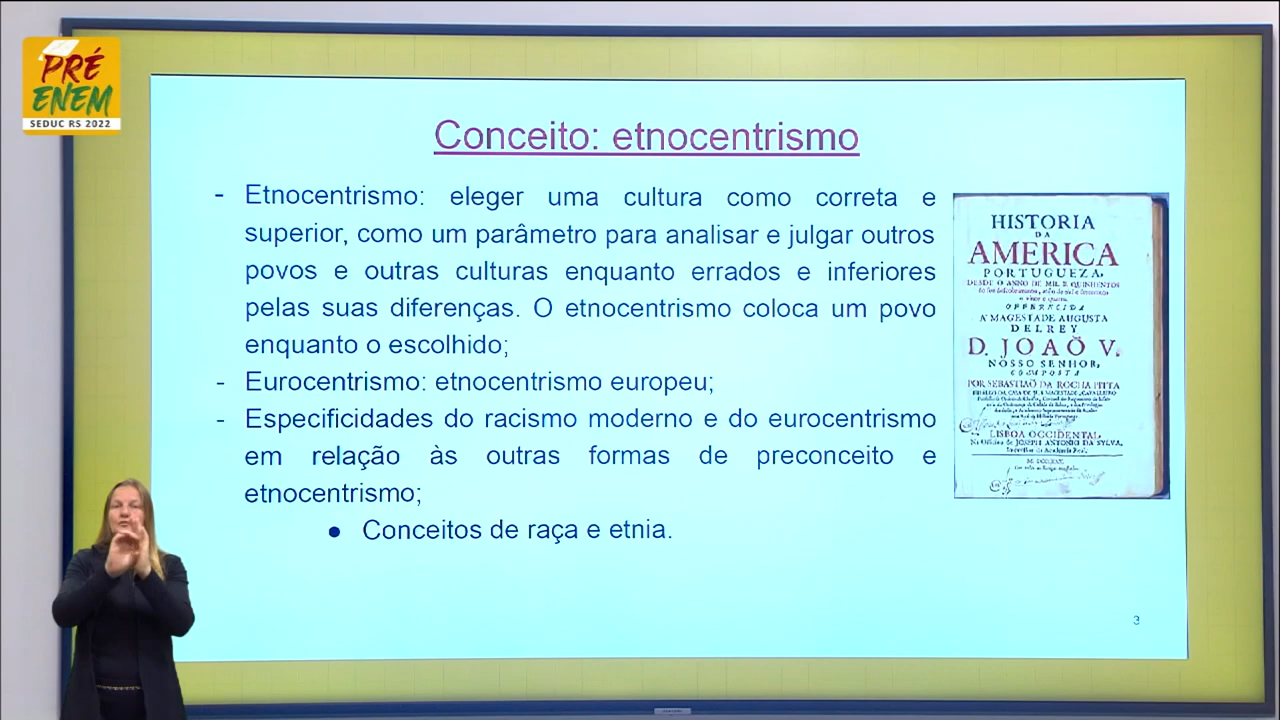 PRÉ
ENEM
SEDUC RS 2022
Conceito: etnocentrismo
- Etnocentrismo: eleger uma cultura como correta e
superior, como um parâmetro para analisar e julgar outros
povos e outras culturas enquanto errados e inferiores
pelas suas diferenças. O etnocentrismo coloca um povo
enquanto o escolhido;
- Eurocentrismo: etnocentrismo europeu;
- Especificidades do racismo moderno e do eurocentrismo
em relação às outras formas de preconceito e
etnocentrismo;
● Conceitos de raça e etnia.
HISTORIA
DA
AMERICA
PORTUGUEZA,
DESDE O ANNO DE MIL E QUINHENTOS
OFFERECIDA
A' MAGESTADE AUGUSTA
DELREY
D. JOAÕ V.
NOSSO SENHOR,
COMPOSTA
POR SEBASTIAÕ DA ROCHA PITTA
LISBOA OCCIDENTAL,
Na Officina de JOSEPH ANTONIO DA SYLVA,
Impressor da Academia Real.
3